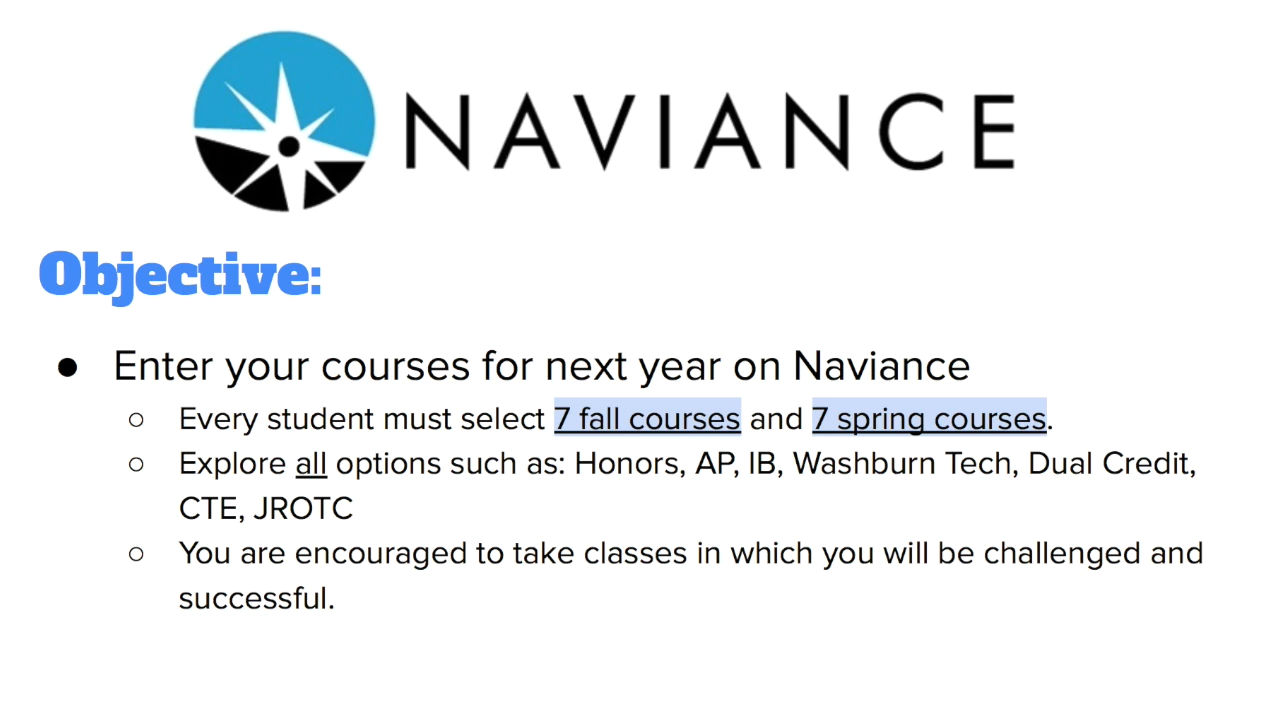 NAVIANCE
Objective:
● Enter your courses for next year on Naviance
○ Every student must select 7 fall courses and 7 spring courses.
○ Explore all options such as: Honors, AP, IB, Washburn Tech, Dual Credit,
CTE, JROTC
○ You are encouraged to take classes in which you will be challenged and
successful.